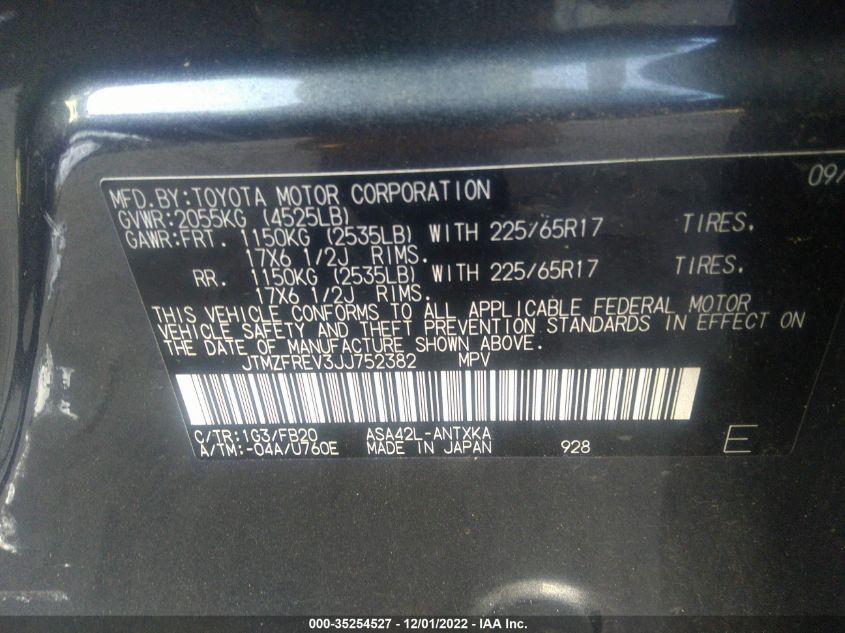 09/
MFD.BY:TOYOTA MOTOR CORPORATION
GVWR:2055KG (4525LB)
GAWR:FRT. 1150KG (2535LB) WITH 225/65R17 TIRES.
17X6 1/2J RIMS.
RR. 1150KG (2535LB) WITH 225/65R17 TIRES.
17X6 1/2J RIMS.
THIS VEHICLE CONFORMS TO ALL APPLICABLE FEDERAL MOTOR
VEHICLE SAFETY AND THEFT PREVENTION STANDARDS IN EFFECT ON
THE DATE OF MANUFACTURE SHOWN ABOVE.
JTMZFREV3JJ752382 MPV
C/TR:1G3/FB20 ASA42L-ANTXKA
A/TM:-04A/U760E MADE IN JAPAN 928 E
000-35254527 - 12/01/2022 - IAA Inc.